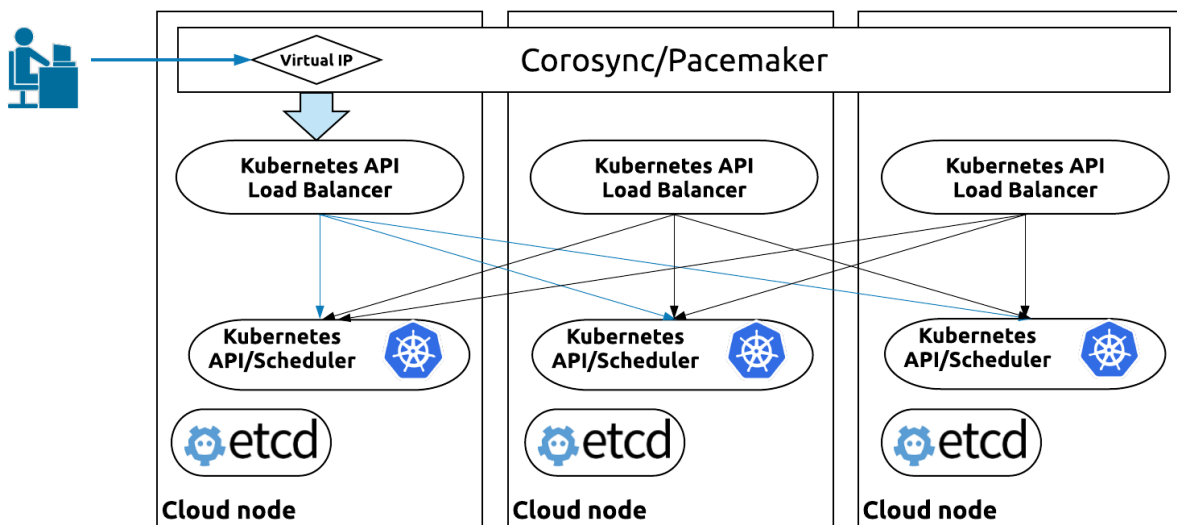 Virtual IP
Corosync/Pacemaker
Kubernetes API
Load Balancer
Kubernetes API
Load Balancer
Kubernetes API
Load Balancer
Kubernetes
API/Scheduler
Kubernetes
API/Scheduler
Kubernetes
API/Scheduler
etcd
etcd
etcd
Cloud node
Cloud node
Cloud node